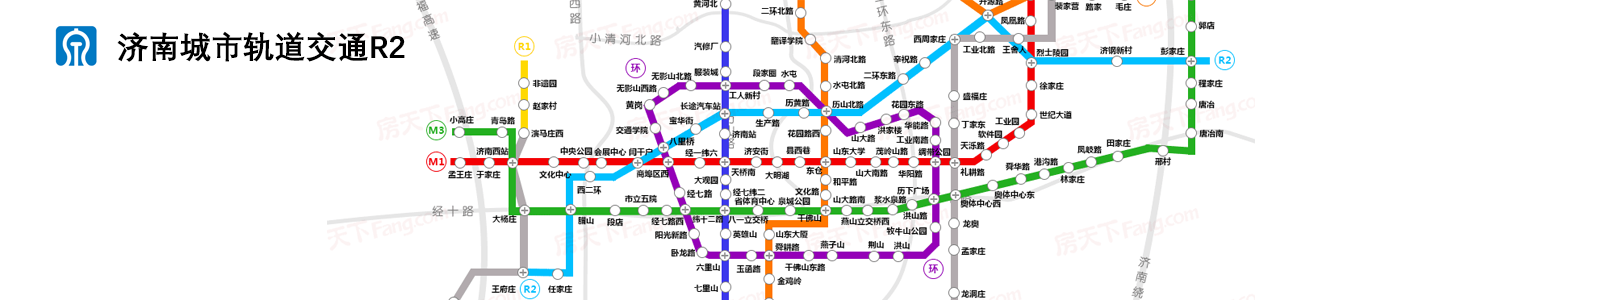 济南城市轨道交通R2
福高速
西路
小清河北路
二环东路
经十路
济南绕
R1
非遗园
赵家村
演马庄西
M3
小高庄
青岛路
M1
孟王庄
济南西站
于家庄
大杨庄
王府庄
R2
任家庄
文化中心
中央公园
会展中心
闫千户
西二环
腊山
段店
市立五院
经七路西
环
无影山北路
无影山西路
黄岗
交通学院
宝华街
八里桥
商埠区西
经七路
纬十二路
阳光新路
卧龙路
六里山
黄河北
汽修厂
服装城
工人新村
长途汽车站
济南站
经一纬六
天桥南
大观园
经七纬二
八一立交桥
英雄山
七里山
段家圈
水屯
历黄路
生产路
济安街
县西巷
大明湖
省体育中心
泉城公园
玉函路
二环北路
亶译学院
清河北路
水屯北路
历山北路
花园路西
东仓
和平路
文化路
千佛山
山东大厦
舜耕路
金鸡岭
千佛山东路
燕子山
荆山
洪山
环
二环东路
辛祝路
西周家庄
山大路
洪家楼
花园东路
华能路
工业南路
绸带公园
山东大学
茂岭山路
山大南路
华阳路
山大路南
浆水泉路
历下广场
燕山立交桥西
洪山路
牧牛山公园
工业北路
王舍人
盛福庄
丁家东
天泺路
礼耕路
软件园
工业园
世纪大道
徐家庄
烈士陵园
凤凰路
裴家营
路家
毛庄
济钢新村
彭家庄
R2
郭店
程家庄
唐冶
唐冶南
邢村
田家庄
凤岐路
林家庄
港沟路
舜华路
奥体中心东
奥体中心西
龙奥
孟家庄
龙洞庄
房天下 Fang.com